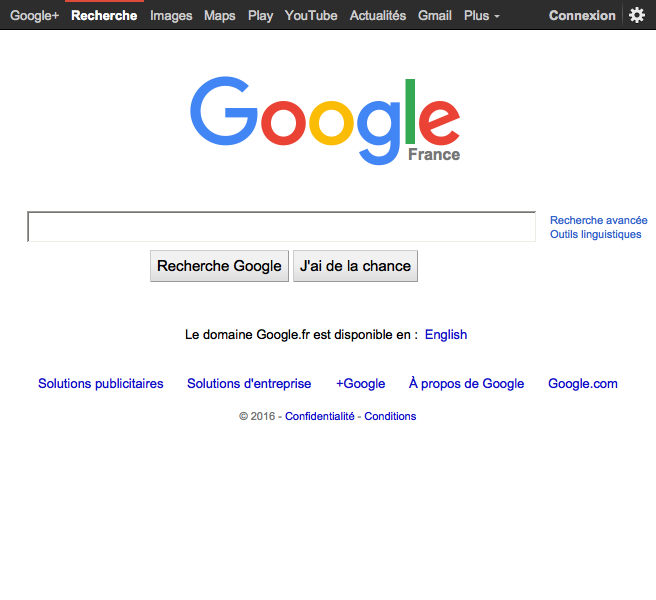 Google+ Recherche Images Maps Play YouTube Actualités Gmail Plus Connexion
Google
France
Recherche avancée
Outils linguistiques
Recherche Google J'ai de la chance
Le domaine Google.fr est disponible en : English
Solutions publicitaires Solutions d'entreprise +Google À propos de Google Google.com
© 2016 - Confidentialité - Conditions